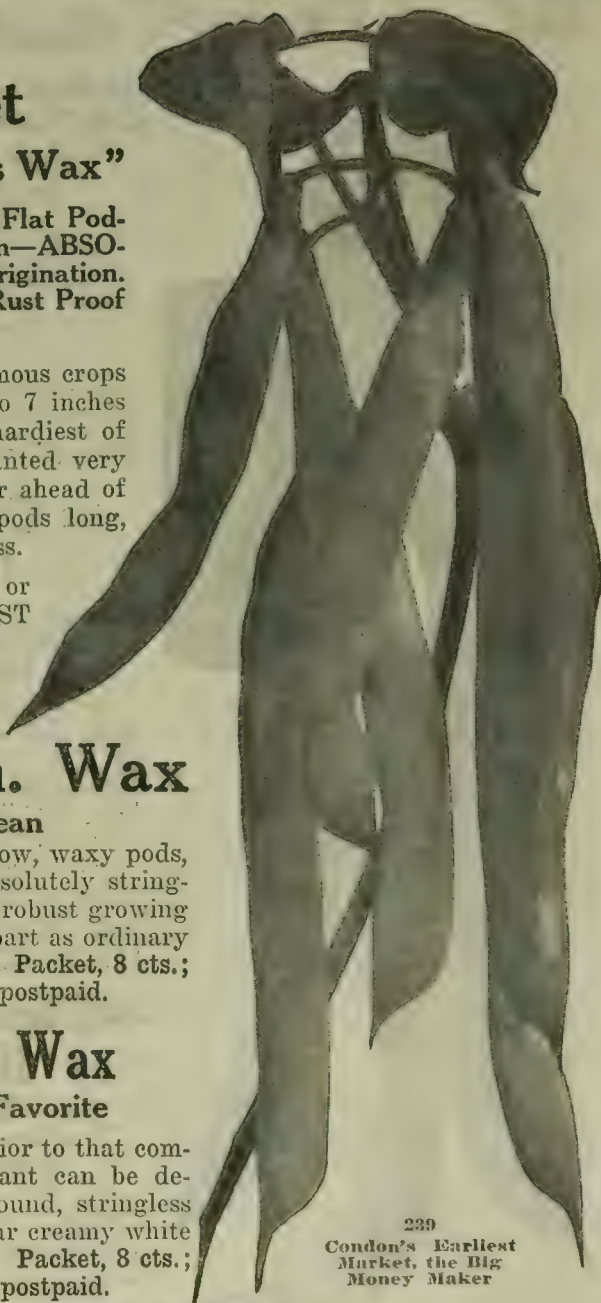 t
s Wax”
Flat Pod-
n—ABSO-
rigination.
Rust Proof
nous crops
o 7 inches
nardiest of
anted very
r ahead of
pods long,
ss.
or
ST
n. Wax
ean
ow, waxy pods,
solutely string-
robust growing
part as ordinary
Packet, 8 cts.;
postpaid.
Wax
Favorite
rior to that com-
ant can be de-
ound, stringless
ar creamy white
Packet, 8 cts.;
postpaid.
239
Condon's Earliest
Market, the Big
Money Maker